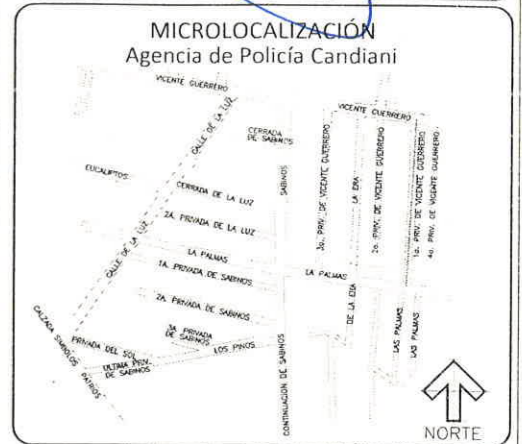 MICROLOCALIZACIÓN
Agencia de Policía Candiani
VICENTE GUERRERO
VICENTE GUERRERO
CALLE DE LA LUZ
CERRADA
DE SABINOS
EUCALIPTOS
CERRADA DE LA LUZ
SABINOS
3a. PRIV. DE VICENTE GUERRERO
LA ERA
2a. PRIV. DE VICENTE GUERRERO
1a. PRIV. DE VICENTE GUERRERO
4a. PRIV. DE VICENTE GUERRERO
2A. PRIVADA DE LA LUZ
CALLE DE LA LUZ
LA PALMAS
LA PALMAS
1A. PRIVADA DE SABINOS
2A. PRIVADA DE SABINOS
DE LA ERA
LAS PALMAS
LAS PALMAS
3A. PRIVADA
DE SABINOS
CALZADA SIMBOLOS PATRIOS
PRIVADA DEL SOL
LOS PINOS
ULTIMA PRIV.
DE SABINOS
CONTINUACION DE SABINOS
NORTE